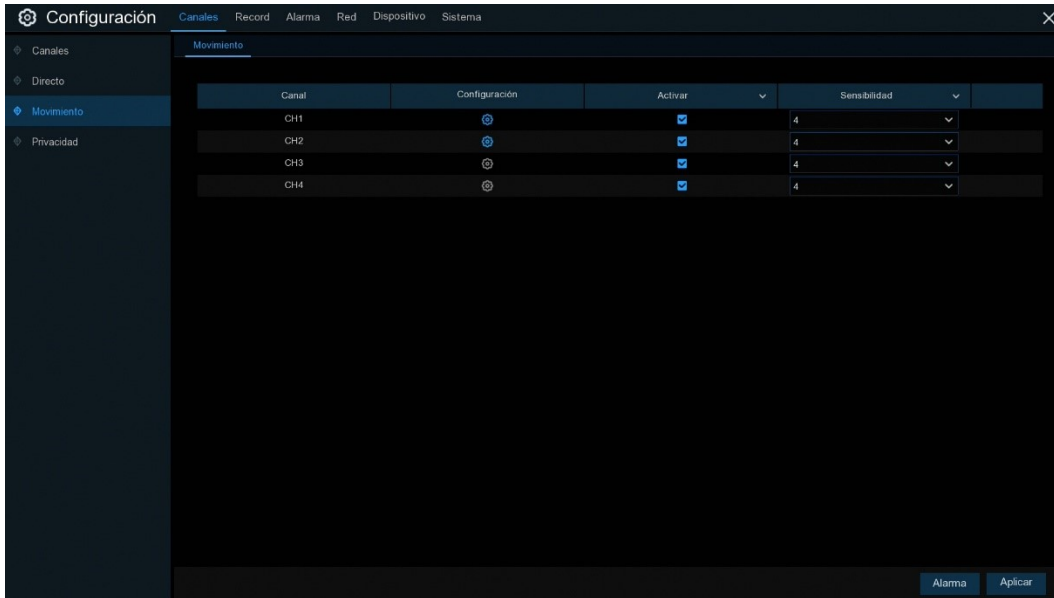 Configuración Canales Record Alarma Red Dispositivo Sistema
Canales
Directo
Movimiento
Privacidad
Movimiento
Canal Configuración Activar Sensibilidad
CH1 4
CH2 4
CH3 4
CH4 4
Alarma Aplicar